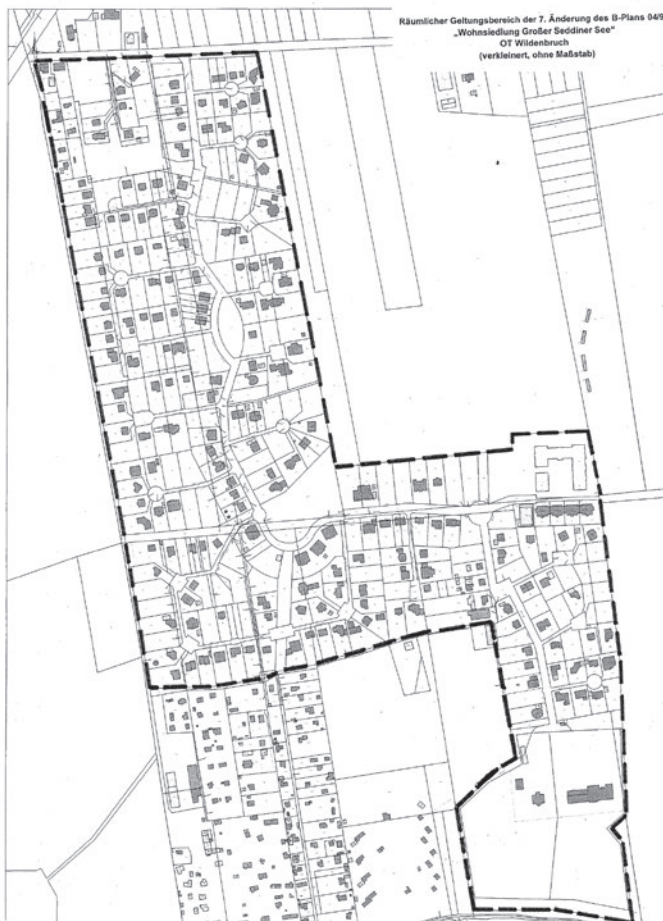 Räumlicher Geltungsbereich der 7. Änderung des B-Plans 04/9
„Wohnsiedlung Großer Seddiner See“
OT Wildenbruch
(verkleinert, ohne Maßstab)